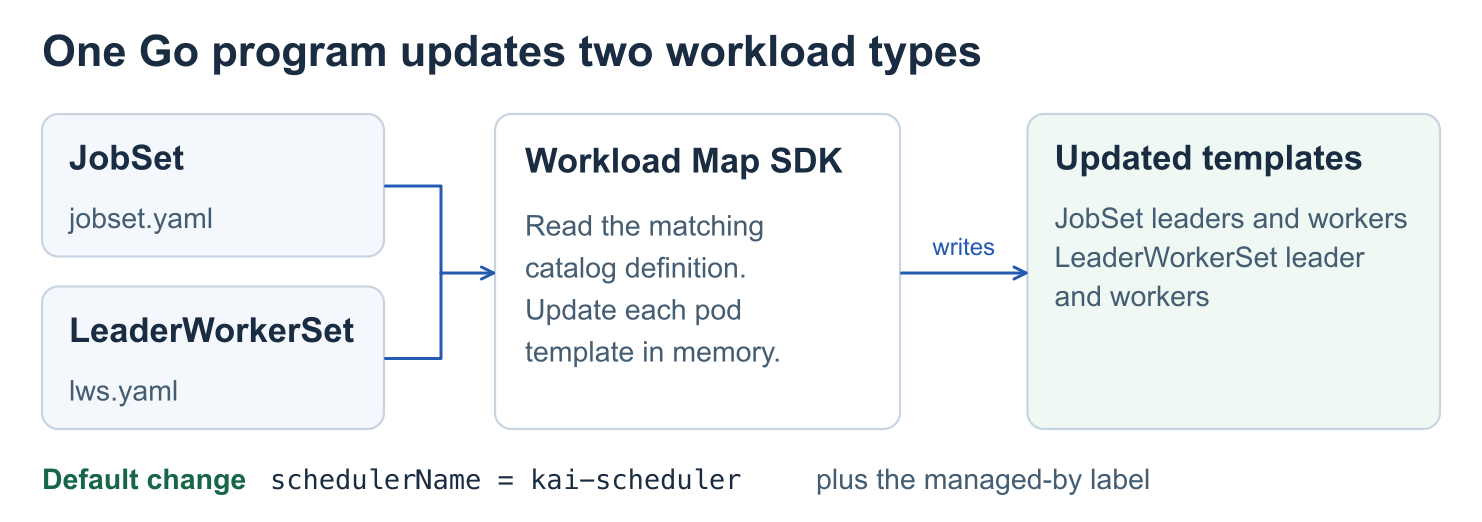 One Go program updates two workload types
JobSet
jobset.yaml
LeaderWorkerSet
lws.yaml
Workload Map SDK
Read the matching
catalog definition.
Update each pod
template in memory.
writes
Updated templates
JobSet leaders and workers
LeaderWorkerSet leader
and workers
Default change schedulerName = kai-scheduler plus the managed-by label